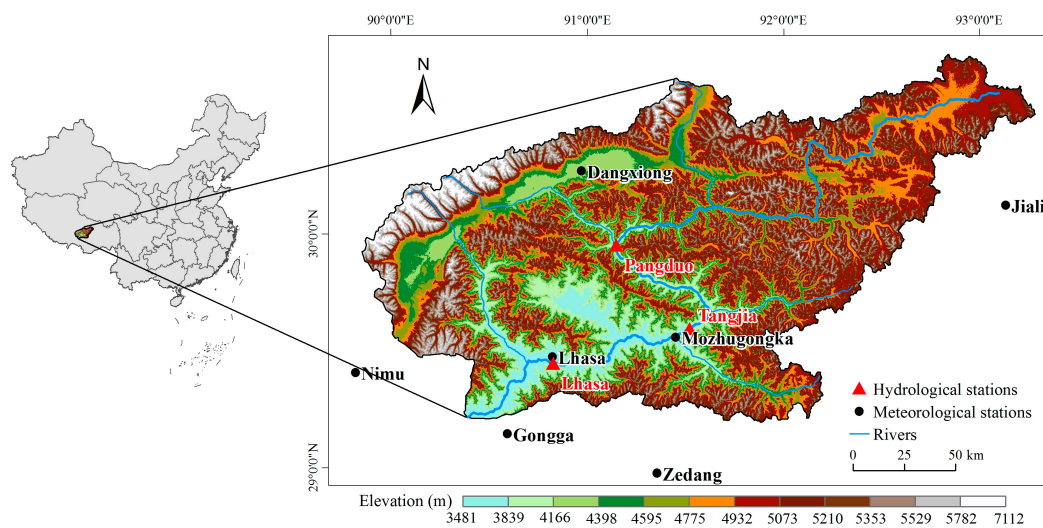 90°0'0"E 91°0'0"E 92°0'0"E 93°0'0"E
N
Dangxiong
Jiali
30°0'0"N
Pangduo
Tangjia
Mozhugongka
Lhasa
Nimu
Lhasa
Hydrological stations
Meteorological stations
Gongga
Rivers
0 25 50 km
29°0'0"N
Zedang
Elevation (m)
3481 3839 4166 4398 4595 4775 4932 5073 5210 5353 5529 5782 7112